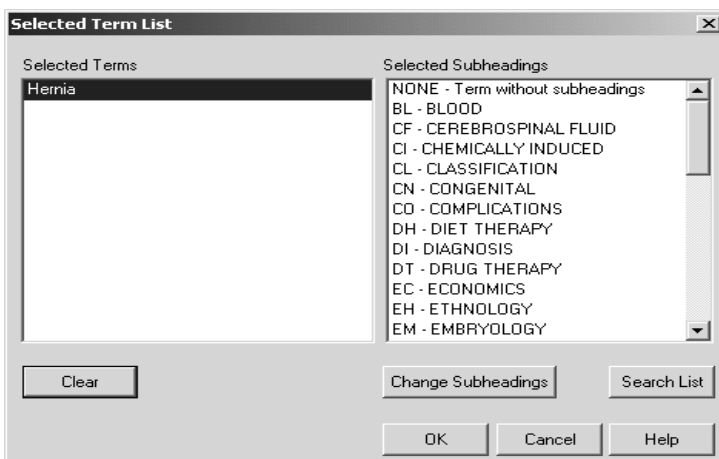 Selected Term List
Selected Terms
Hernia
Selected Subheadings
NONE - Term without subheadings
BL - BLOOD
CF - CEREBROSPINAL FLUID
CI - CHEMICALLY INDUCED
CL - CLASSIFICATION
CN - CONGENITAL
CO - COMPLICATIONS
DH - DIET THERAPY
DI - DIAGNOSIS
DT - DRUG THERAPY
EC - ECONOMICS
EH - ETHNOLOGY
EM - EMBRYOLOGY
Clear
Change Subheadings
Search List
OK
Cancel
Help